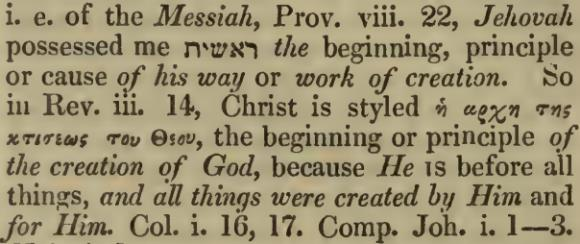 i. e. of the Messiah, Prov. viii. 22, Jehovah
possessed me ראשית the beginning, principle
or cause of his way or work of creation. So
in Rev. iii. 14, Christ is styled ἡ αρχη της
κτισεως του Θεου, the beginning or principle of
the creation of God, because He is before all
things, and all things were created by Him and
for Him. Col. i. 16, 17. Comp. Joh. i. 1—3.